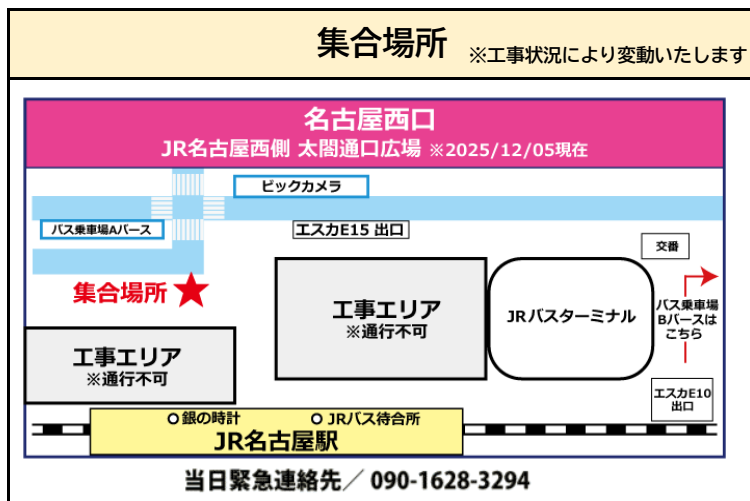 集合場所 ※工事状況により変動いたします
名古屋西口
JR名古屋西側 太閤通口広場 ※2025/12/05現在
ビックカメラ
バス乗車場Aバース
エスカE15 出口
交番
集合場所
工事エリア
※通行不可
JRバスターミナル
バス乗車場
Bバースは
こちら
工事エリア
※通行不可
エスカE10
出口
銀の時計
JRバス待合所
JR名古屋駅
当日緊急連絡先／ 090-1628-3294